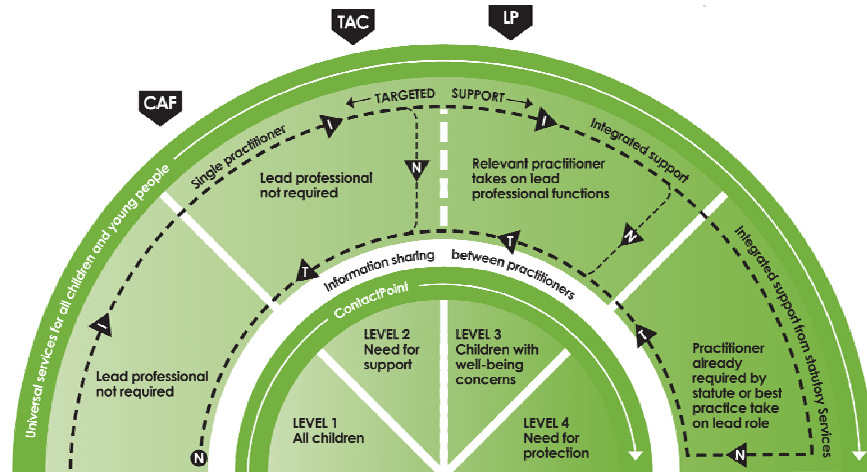 CAF
TAC
LP
Universal services for all children and young people
Single practitioner
TARGETED SUPPORT
Integrated support
Integrated support from statutory Services
I
I
I
N
N
T
T
T
N
N
Lead professional
not required
Lead professional
not required
Relevant practitioner
takes on lead
professional functions
Practitioner
already
required by
statute or best
practice take
on lead role
Information sharing between practitioners
ContactPoint
LEVEL 1
All children
LEVEL 2
Need for
support
LEVEL 3
Children with
well-being
concerns
LEVEL 4
Need for
protection